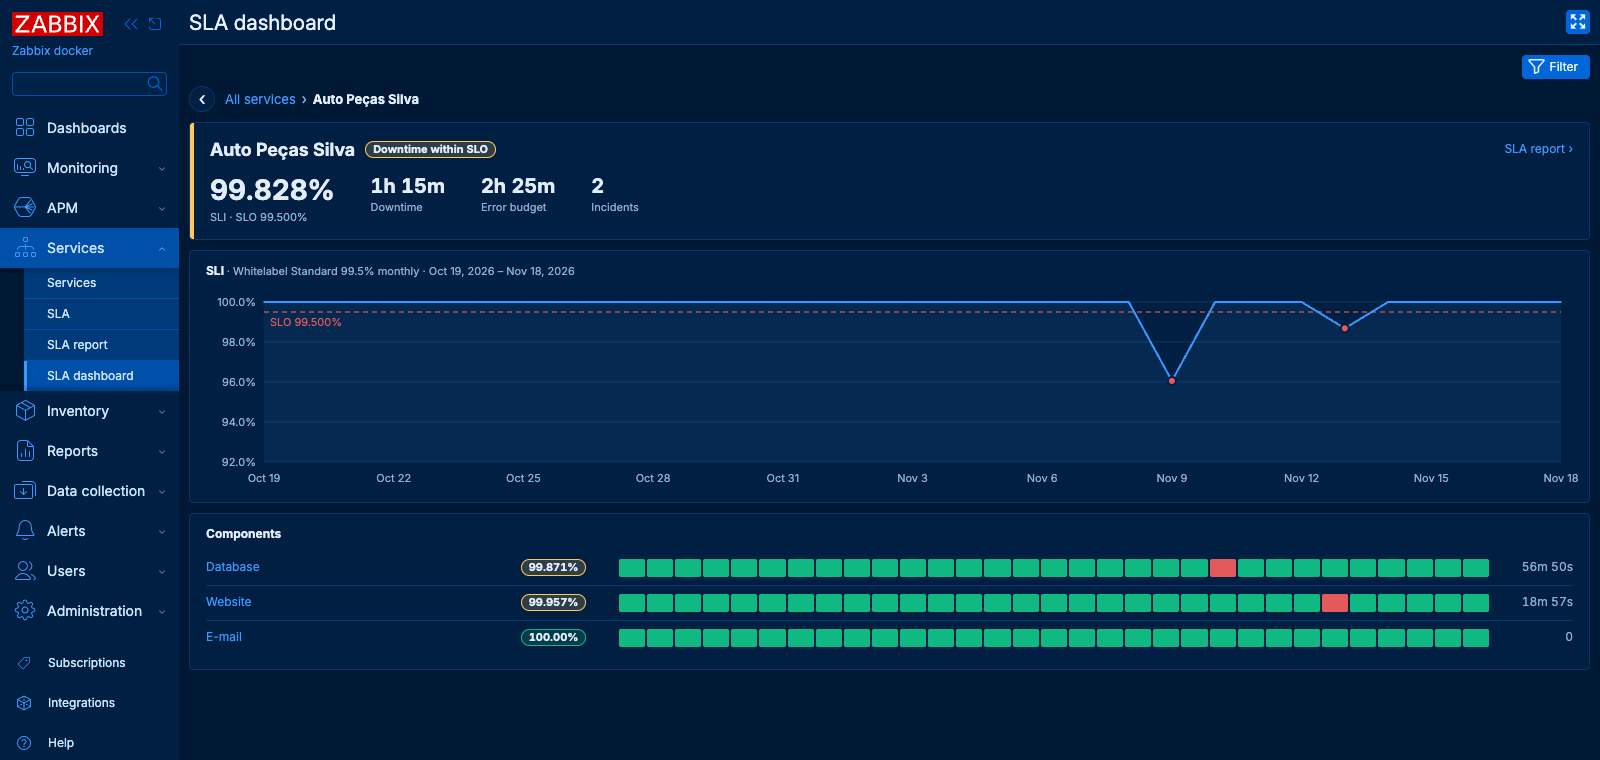 ZABBIX
Zabbix docker
Dashboards
Monitoring
APM
Services
Services
SLA
SLA report
SLA dashboard
Inventory
Reports
Data collection
Alerts
Users
Administration
Subscriptions
Integrations
Help
SLA dashboard
Filter
All services › Auto Peças Silva
Auto Peças Silva Downtime within SLO
SLA report ›
99.828% 1h 15m 2h 25m 2
SLI · SLO 99.500% Downtime Error budget Incidents
SLI · Whitelabel Standard 99.5% monthly · Oct 19, 2026 – Nov 18, 2026
100.0%
SLO 99.500%
98.0%
96.0%
94.0%
92.0%
Oct 19 Oct 22 Oct 25 Oct 28 Oct 31 Nov 3 Nov 6 Nov 9 Nov 12 Nov 15 Nov 18
Components
Database 99.871% 56m 50s
Website 99.957% 18m 57s
E-mail 100.00% 0